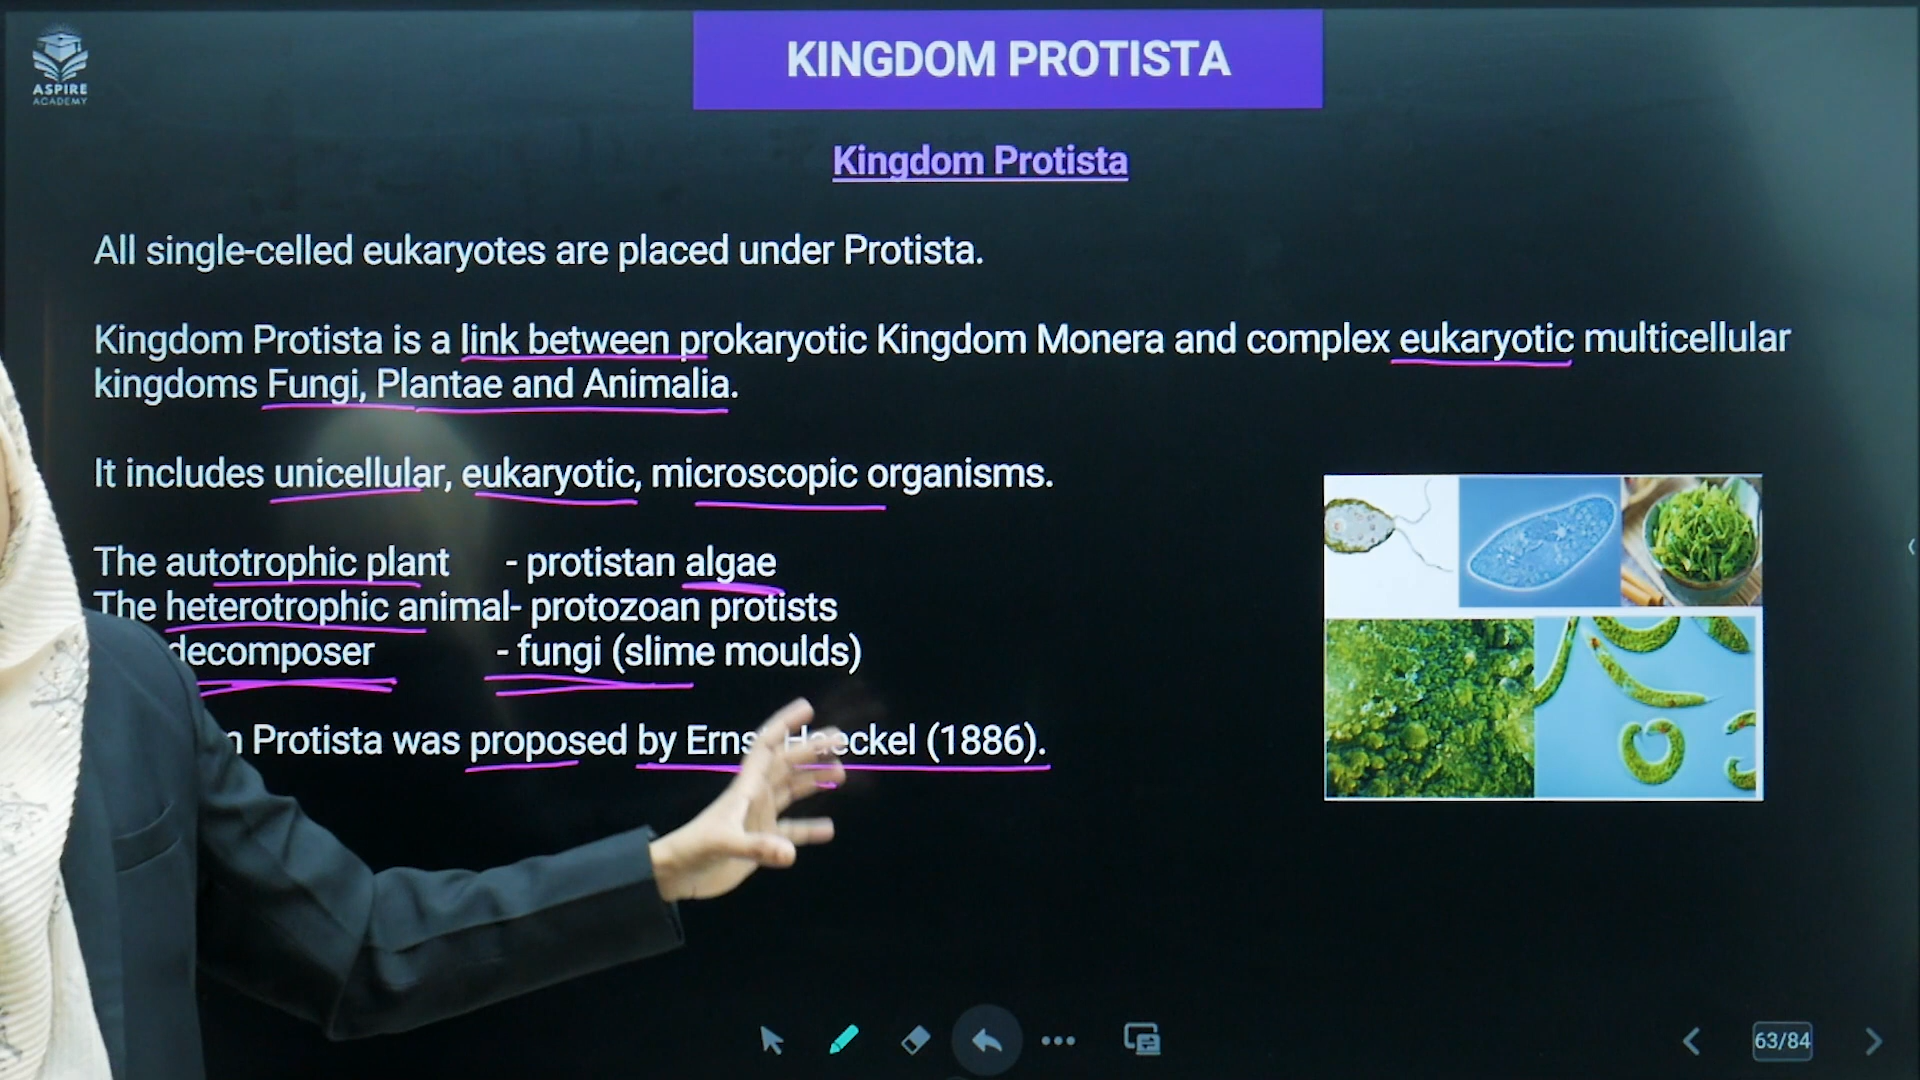 ASPIRE
ACADEMY
KINGDOM PROTISTA
Kingdom Protista
All single-celled eukaryotes are placed under Protista.
Kingdom Protista is a link between prokaryotic Kingdom Monera and complex eukaryotic multicellular
kingdoms Fungi, Plantae and Animalia.
It includes unicellular, eukaryotic, microscopic organisms.
The autotrophic plant - protistan algae
The heterotrophic animal- protozoan protists
decomposer - fungi (slime moulds)
Protista was proposed by Ernst Haeckel (1886).
63/84